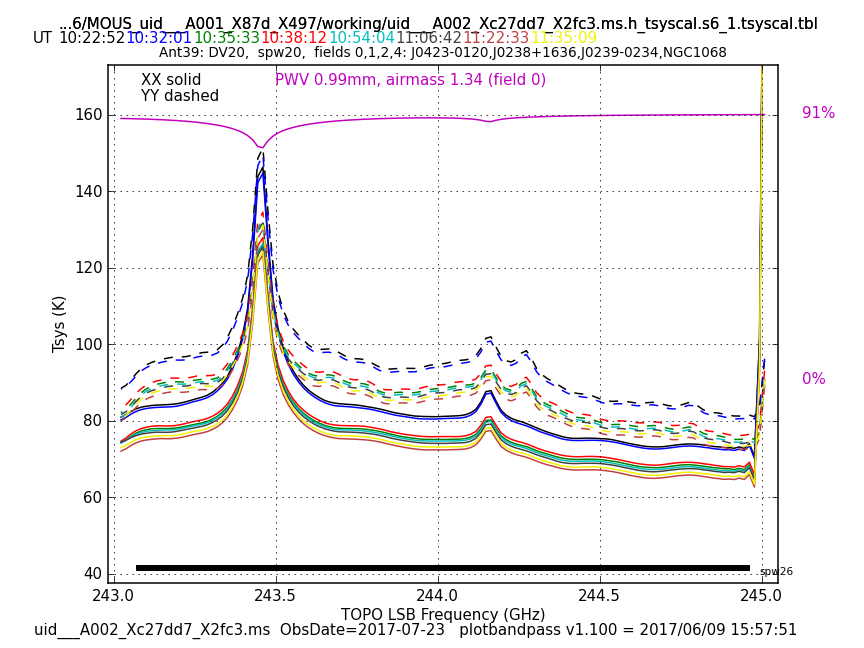 ...6/MOUS_uid___A001_X87d_X497/working/uid___A002_Xc27dd7_X2fc3.ms.h_tsyscal.s6_1.tsyscal.tbl
UT 10:22:52 10:32:01 10:35:33 10:38:12 10:54:04 11:06:42 11:22:33 11:35:09
Ant39: DV20, spw20, fields 0,1,2,4: J0423-0120,J0238+1636,J0239-0234,NGC1068
XX solid
YY dashed
PWV 0.99mm, airmass 1.34 (field 0)
91%
0%
160
140
120
100
80
60
40
Tsys (K)
spw26
243.0 243.5 244.0 244.5 245.0
TOPO LSB Frequency (GHz)
uid___A002_Xc27dd7_X2fc3.ms ObsDate=2017-07-23 plotbandpass v1.100 = 2017/06/09 15:57:51